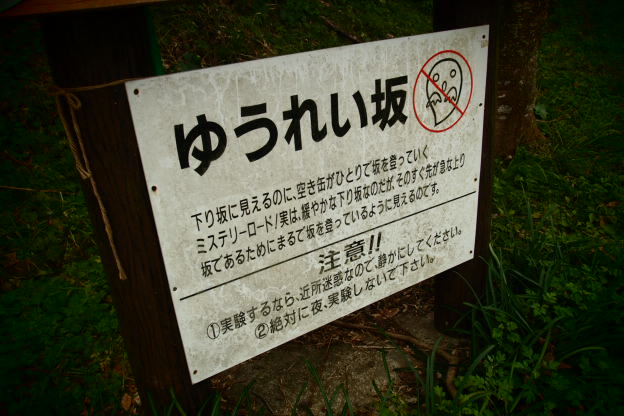 ゆうれい坂
下り坂に見えるのに、空き缶がひとりで坂を登っていく
ミステリーロード/実は、緩やかな下り坂なのだが、そのすぐ先が急な上り
坂であるためにまるで坂を登っているように見えるのです。
注意!!
①実験するなら、近所迷惑なので、静かにしてください。
②絶対に夜、実験しないで下さい。